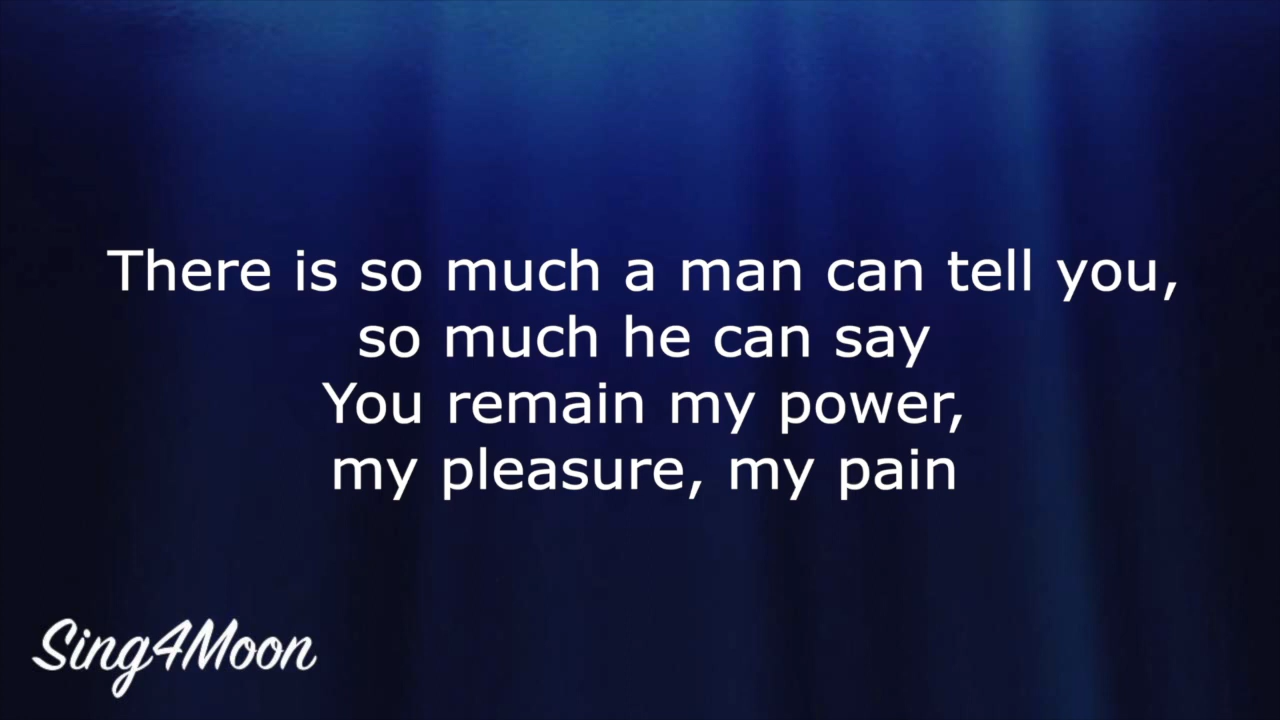 There is so much a man can tell you,
so much he can say
You remain my power,
my pleasure, my pain
Sing4Moon